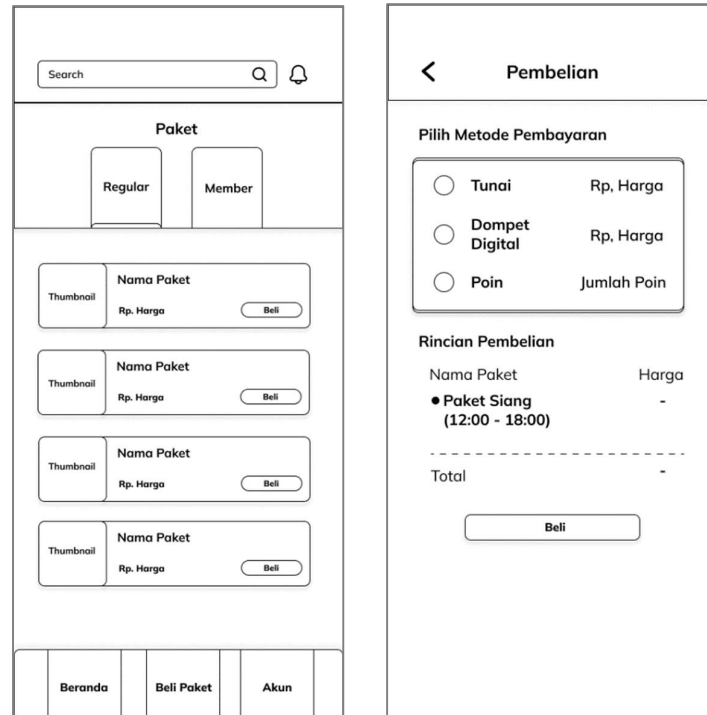 Search
Paket
Regular
Member
Thumbnail
Nama Paket
Rp. Harga
Beli
Thumbnail
Nama Paket
Rp. Harga
Beli
Thumbnail
Nama Paket
Rp. Harga
Beli
Thumbnail
Nama Paket
Rp. Harga
Beli
Beranda
Beli Paket
Akun
Pembelian
Pilih Metode Pembayaran
Tunai Rp, Harga
Dompet
Digital Rp, Harga
Poin Jumlah Poin
Rincian Pembelian
Nama Paket Harga
• Paket Siang -
(12:00 - 18:00)
Total -
Beli